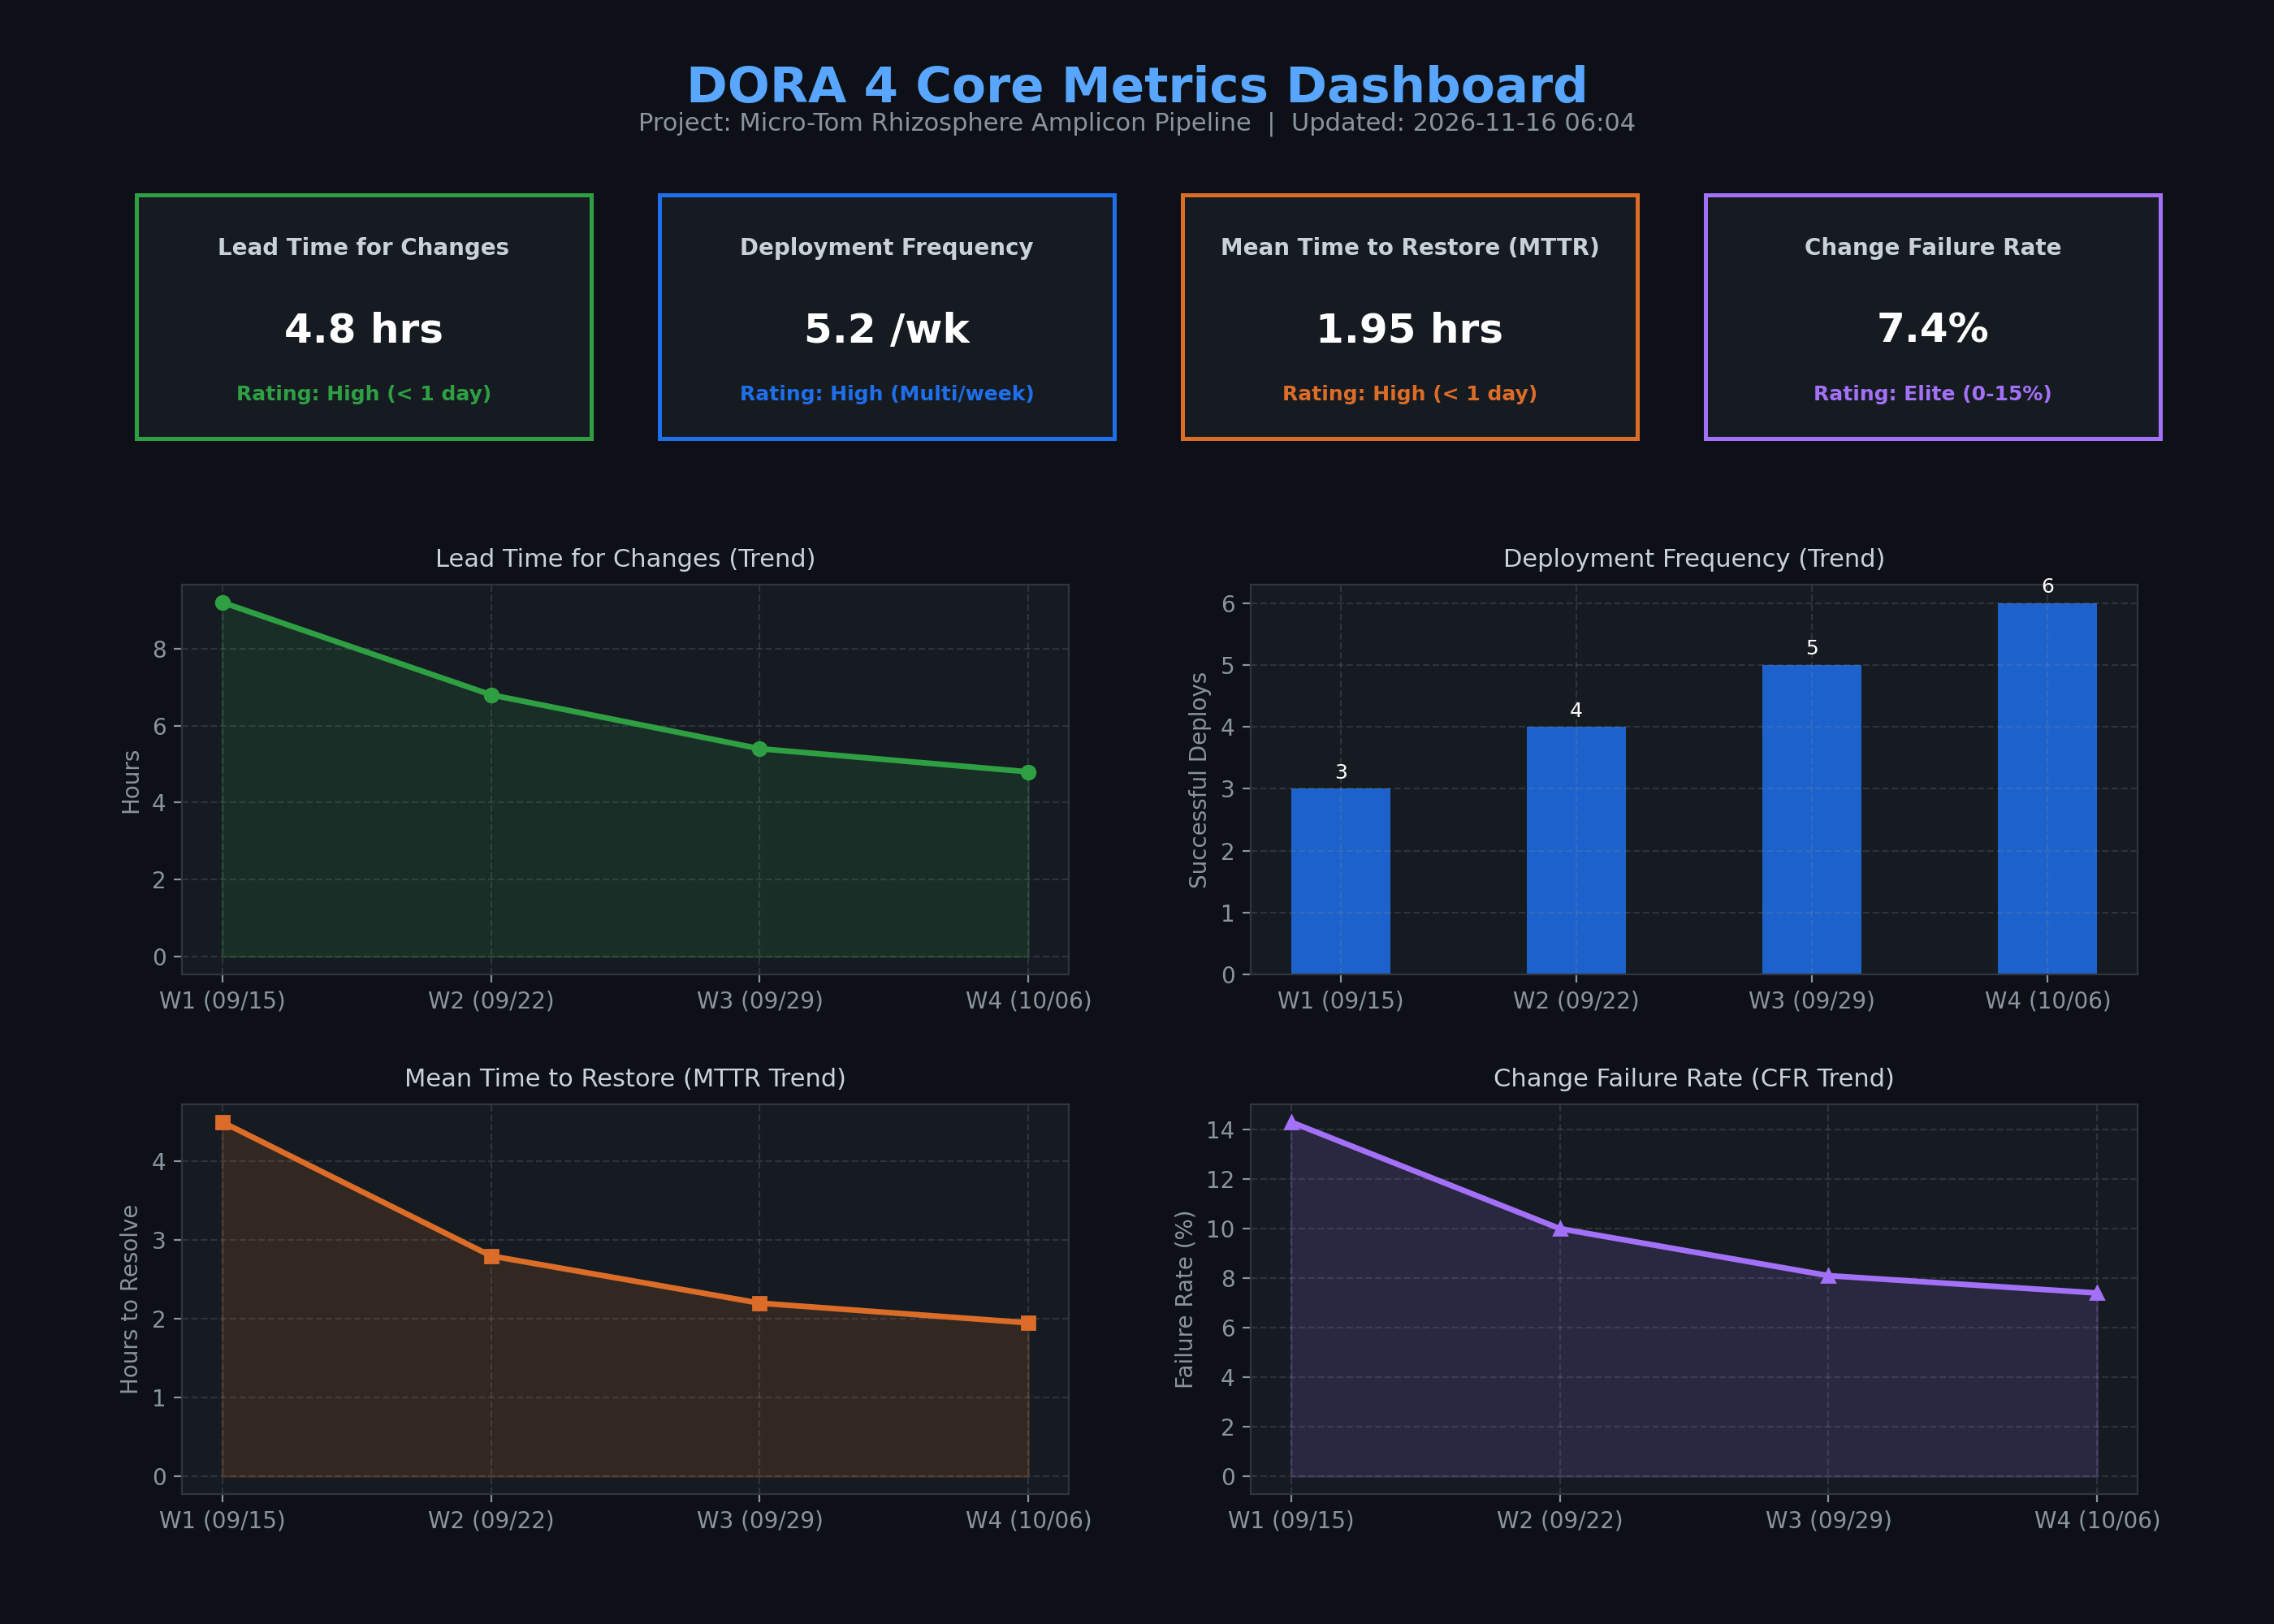 DORA 4 Core Metrics Dashboard
Project: Micro-Tom Rhizosphere Amplicon Pipeline | Updated: 2026-11-16 06:04
Lead Time for Changes
4.8 hrs
Rating: High (< 1 day)
Deployment Frequency
5.2 /wk
Rating: High (Multi/week)
Mean Time to Restore (MTTR)
1.95 hrs
Rating: High (< 1 day)
Change Failure Rate
7.4%
Rating: Elite (0-15%)
Lead Time for Changes (Trend)
Hours
8
6
4
2
0
W1 (09/15)
W2 (09/22)
W3 (09/29)
W4 (10/06)
Deployment Frequency (Trend)
Successful Deploys
6
5
4
3
2
1
0
3
4
5
6
W1 (09/15)
W2 (09/22)
W3 (09/29)
W4 (10/06)
Mean Time to Restore (MTTR Trend)
Hours to Resolve
4
3
2
1
0
W1 (09/15)
W2 (09/22)
W3 (09/29)
W4 (10/06)
Change Failure Rate (CFR Trend)
Failure Rate (%)
14
12
10
8
6
4
2
0
W1 (09/15)
W2 (09/22)
W3 (09/29)
W4 (10/06)